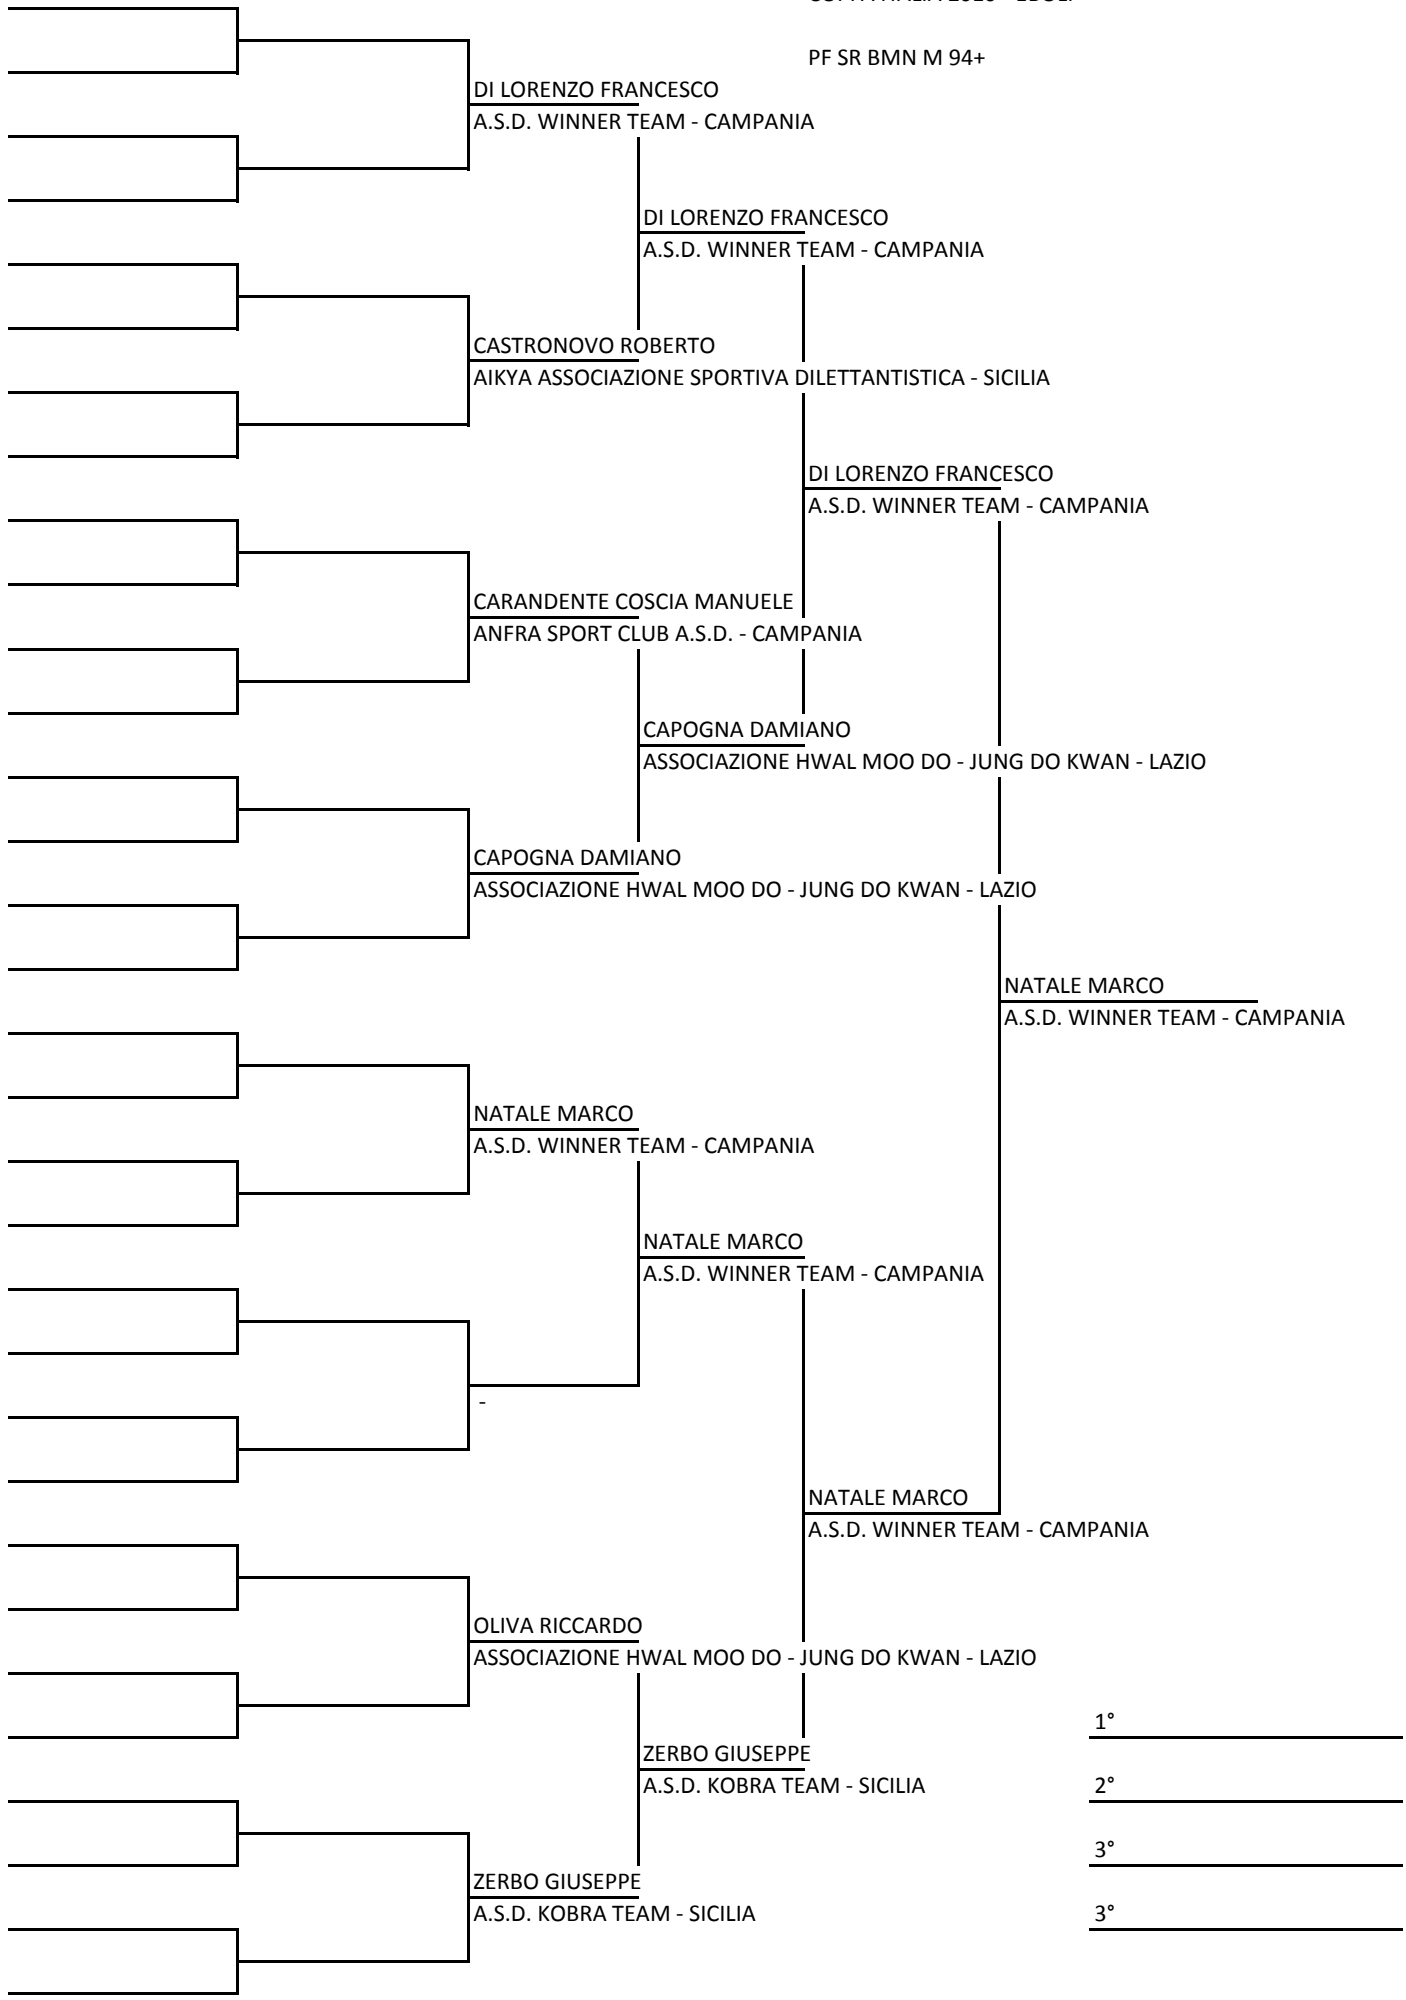 PF SR BMN M 94+
DI LORENZO FRANCESCO
A.S.D. WINNER TEAM - CAMPANIA
DI LORENZO FRANCESCO
A.S.D. WINNER TEAM - CAMPANIA
CASTRONOVO ROBERTO
AIKYA ASSOCIAZIONE SPORTIVA DILETTANTISTICA - SICILIA
DI LORENZO FRANCESCO
A.S.D. WINNER TEAM - CAMPANIA
CARANDENTE COSCIA MANUELE
ANFRA SPORT CLUB A.S.D. - CAMPANIA
CAPOGNA DAMIANO
ASSOCIAZIONE HWAL MOO DO - JUNG DO KWAN - LAZIO
CAPOGNA DAMIANO
ASSOCIAZIONE HWAL MOO DO - JUNG DO KWAN - LAZIO
NATALE MARCO
A.S.D. WINNER TEAM - CAMPANIA
NATALE MARCO
A.S.D. WINNER TEAM - CAMPANIA
NATALE MARCO
A.S.D. WINNER TEAM - CAMPANIA
-
NATALE MARCO
A.S.D. WINNER TEAM - CAMPANIA
OLIVA RICCARDO
ASSOCIAZIONE HWAL MOO DO - JUNG DO KWAN - LAZIO
1°
ZERBO GIUSEPPE
A.S.D. KOBRA TEAM - SICILIA
2°
3°
ZERBO GIUSEPPE
A.S.D. KOBRA TEAM - SICILIA
3°